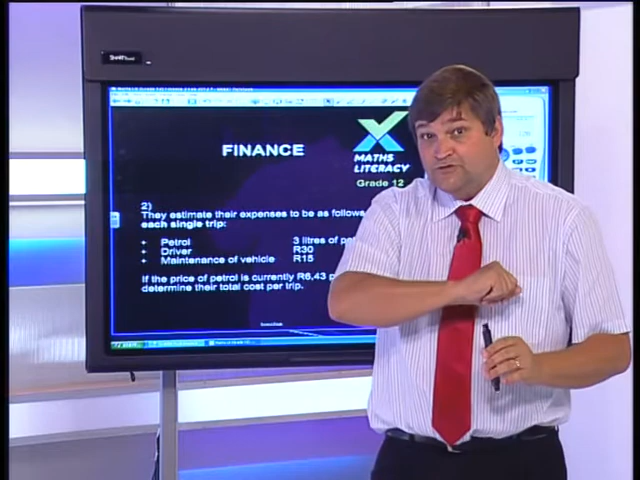 SMART
FINANCE
MATHS
LITERACY
Grade 12
2)
They estimate their expenses to be as follows
each single trip:
• Petrol 3 litres of
• Driver R30
• Maintenance of vehicle R15
If the price of petrol is currently R6,43
determine their total cost per trip.